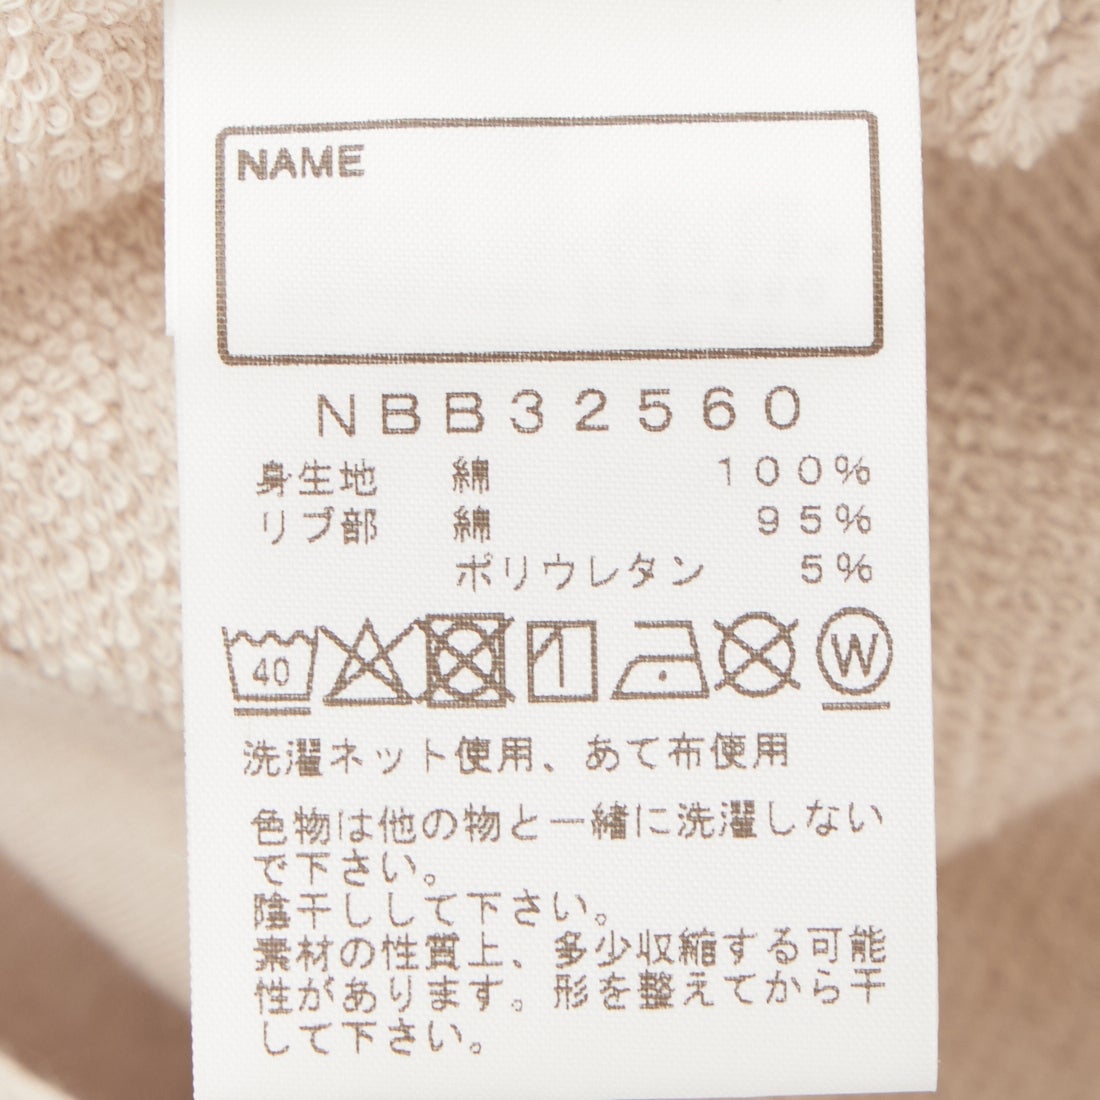 NAME
NBB32560
身生地 綿 100%
リブ部 綿 95%
ポリウレタン 5%
40 W
洗濯ネット使用、あて布使用
色物は他の物と一緒に洗濯しない
で下さい。
陰干しして下さい。
素材の性質上、多少収縮する可能
性があります。形を整えてから干
して下さい。